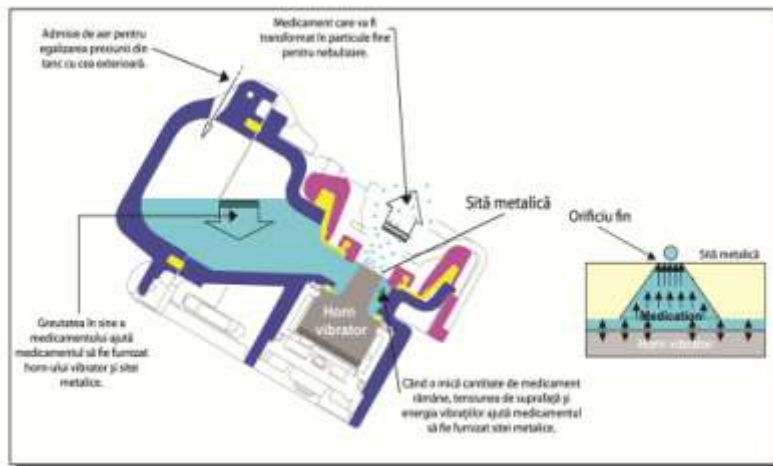 Admisie de aer pentru
egalizarea presiunii din
tanc cu cea exterioară.
Medicament care va fi
transformat în particule fine
pentru nebulizare.
Sită metalică
Orificiu fin
Sită metalică
Medication
Horn vibrator
Horn
vibrator
Greutatea în sine a
medicamentului ajută
medicamentul să fie furnizat
horn-ului vibrator și sitei
metalice.
Când o mică cantitate de medicament
rămâne, tensiunea de suprafață și
energia vibrațiilor ajută medicamentul
să fie furnizat sitei metalice.